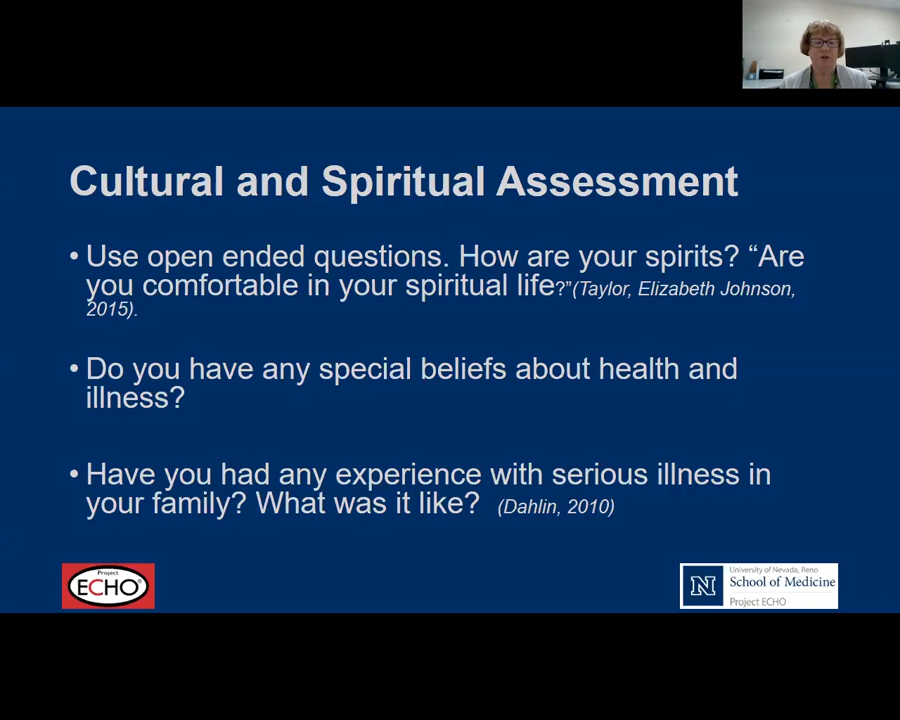 Cultural and Spiritual Assessment
• Use open ended questions. How are your spirits? “Are
you comfortable in your spiritual life?”(Taylor, Elizabeth Johnson,
2015).
• Do you have any special beliefs about health and
illness?
• Have you had any experience with serious illness in
your family? What was it like? (Dahlin, 2010)
Project
ECHO®
University of Nevada, Reno
N School of Medicine
Project ECHO